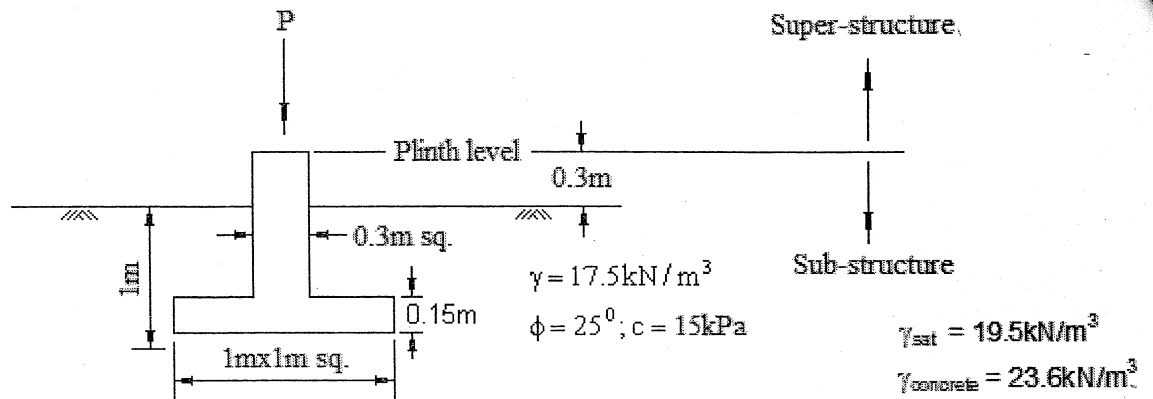 P
Super-structure
Plinth level
0.3m
0.3m sq.
1m
Sub-structure
γ = 17.5kN / m³
0.15m
ϕ = 25⁰ ; c = 15kPa
γsat = 19.5kN/m³
1mx1m sq.
γconcrete = 23.6kN/m³